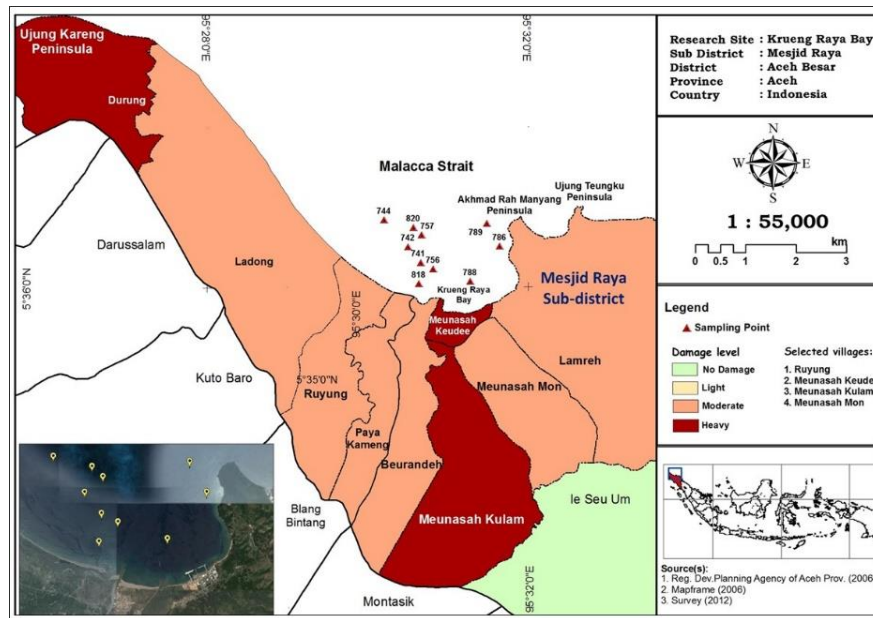 Ujung Kareng
Peninsula
Durung
95°28'0"E
95°32'0"E
Malacca Strait
Akhmad Rah Manyang
Peninsula
Ujung Teungku
Peninsula
744
820
757
742
741
756
818
789
786
788
Krueng Raya
Bay
Darussalam
Ladong
Mesjid Raya
Sub-district
5°36'0"N
95°30'0"E
Meunasah
Keudee
Lamreh
Kuto Baro
5°35'0"N
Ruyung
Meunasah Mon
Paya
Kameng
Beurandeh
Ie Seu Um
Blang
Bintang
Meunasah Kulam
Montasik
95°32'0"E
Research Site : Krueng Raya Bay
Sub District : Mesjid Raya
District : Aceh Besar
Province : Aceh
Country : Indonesia
N
W E
S
1 : 55,000
km
0 0.5 1 2 3
Legend
Sampling Point
Damage level
No Damage
Light
Moderate
Heavy
Selected villages:
1. Ruyung
2. Meunasah Keude
3. Meunasah Kulam
4. Meunasah Mon
Source(s):
1. Reg. Dev.Planning Agency of Aceh Prov. (2006
2. Mapframe (2006)
3. Survey (2012)